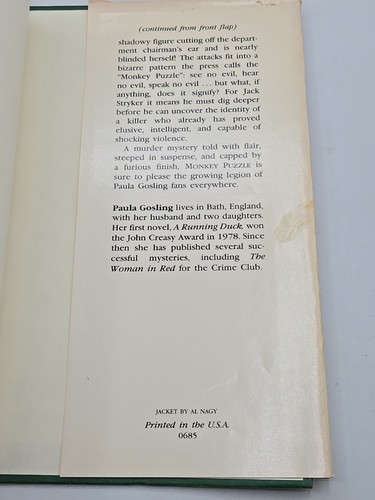 (continued from front flap)
shadowy figure cutting off the depart-
ment chairman's ear and is nearly
blinded herself! The attacks fit into a
bizarre pattern the press calls the
"Monkey Puzzle": see no evil, hear
no evil, speak no evil . . . but what, if
anything, does it signify? For Jack
Stryker it means he must dig deeper
before he can uncover the identity of
a killer who already has proved
elusive, intelligent, and capable of
shocking violence.
A murder mystery told with flair,
steeped in suspense, and capped by
a furious finish, MONKEY PUZZLE is
sure to please the growing legion of
Paula Gosling fans everywhere.
Paula Gosling lives in Bath, England,
with her husband and two daughters.
Her first novel, A Running Duck, won
the John Creasy Award in 1978. Since
then she has published several suc-
cessful mysteries, including The
Woman in Red for the Crime Club.
JACKET BY AL NAGY
Printed in the U.S.A.
0685